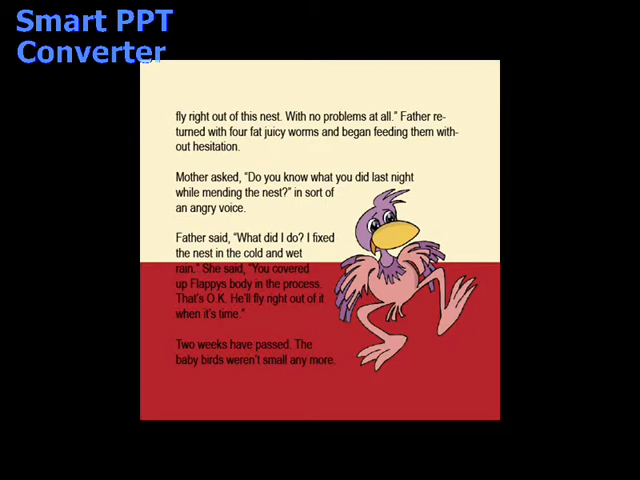 Smart PPT
Converter
fly right out of this nest. With no problems at all.” Father re-
turned with four fat juicy worms and began feeding them with-
out hesitation.
Mother asked, “Do you know what you did last night
while mending the nest?” in sort of
an angry voice.
Father said, “What did I do? I fixed
the nest in the cold and wet
rain.” She said, “You covered
up Flappys body in the process.
That’s O.K. He’ll fly right out of it
when it’s time.”
Two weeks have passed. The
baby birds weren’t small any more.